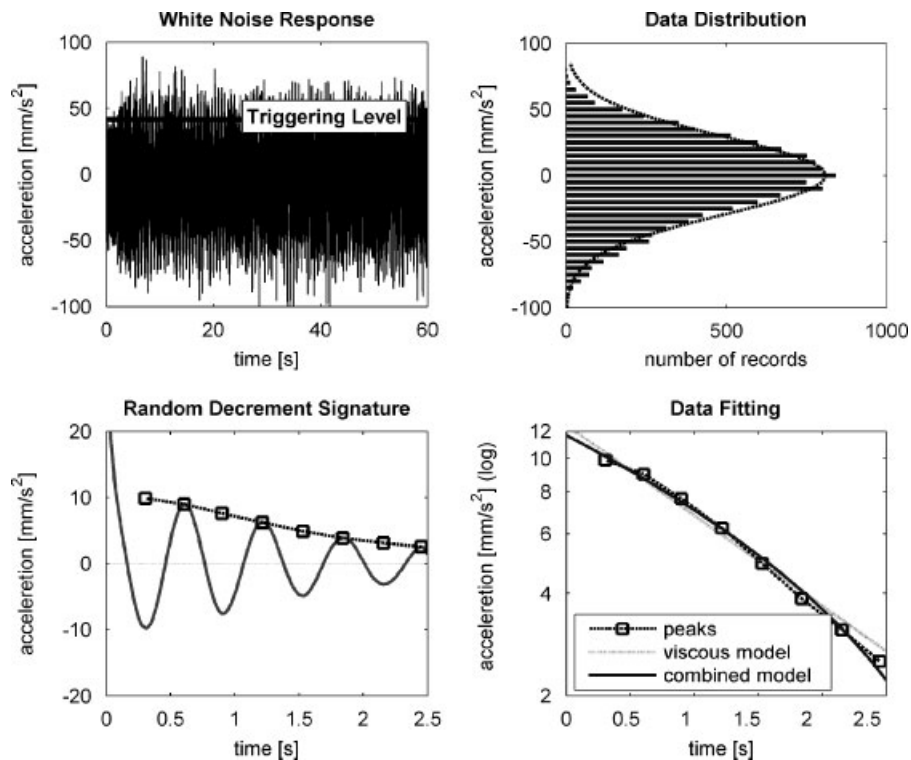 White Noise Response
100
50
0
-50
-100
acceleretion [mm/s²]
Triggering Level
0 20 40 60
time [s]
Data Distribution
100
50
0
-50
-100
acceleretion [mm/s²]
0 500 1000
number of records
Random Decrement Signature
20
10
0
-10
-20
acceleretion [mm/s²]
0 0.5 1 1.5 2 2.5
time [s]
Data Fitting
12
10
8
6
4
2
acceleretion [mm/s²] (log)
peaks
viscous model
combined model
0 0.5 1 1.5 2 2.5
time [s]